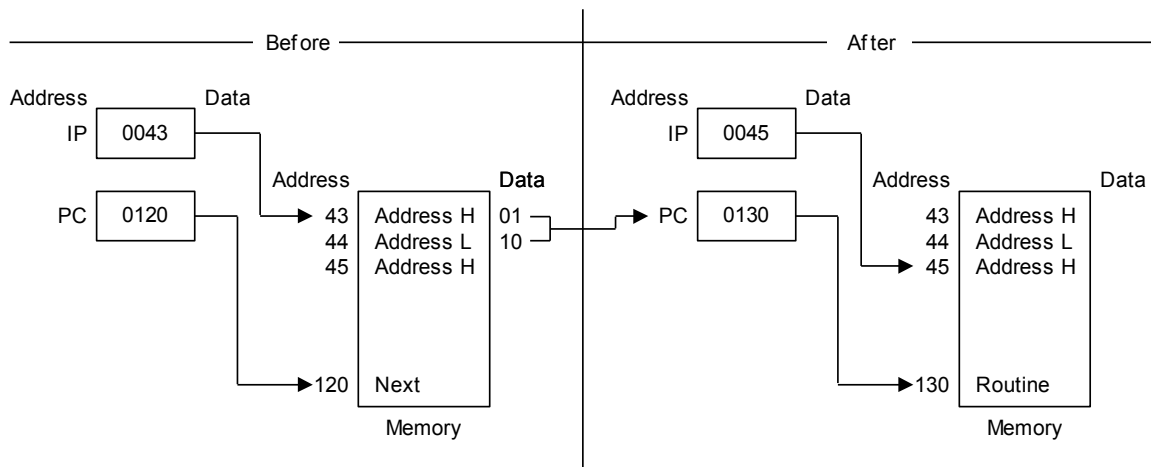 Before
Address Data
IP 0043
Address Data
PC 0120
43 Address H 01
44 Address L 10
45 Address H
120 Next
Memory
After
Address Data
IP 0045
Address Data
PC 0130
43 Address H
44 Address L
45 Address H
130 Routine
Memory